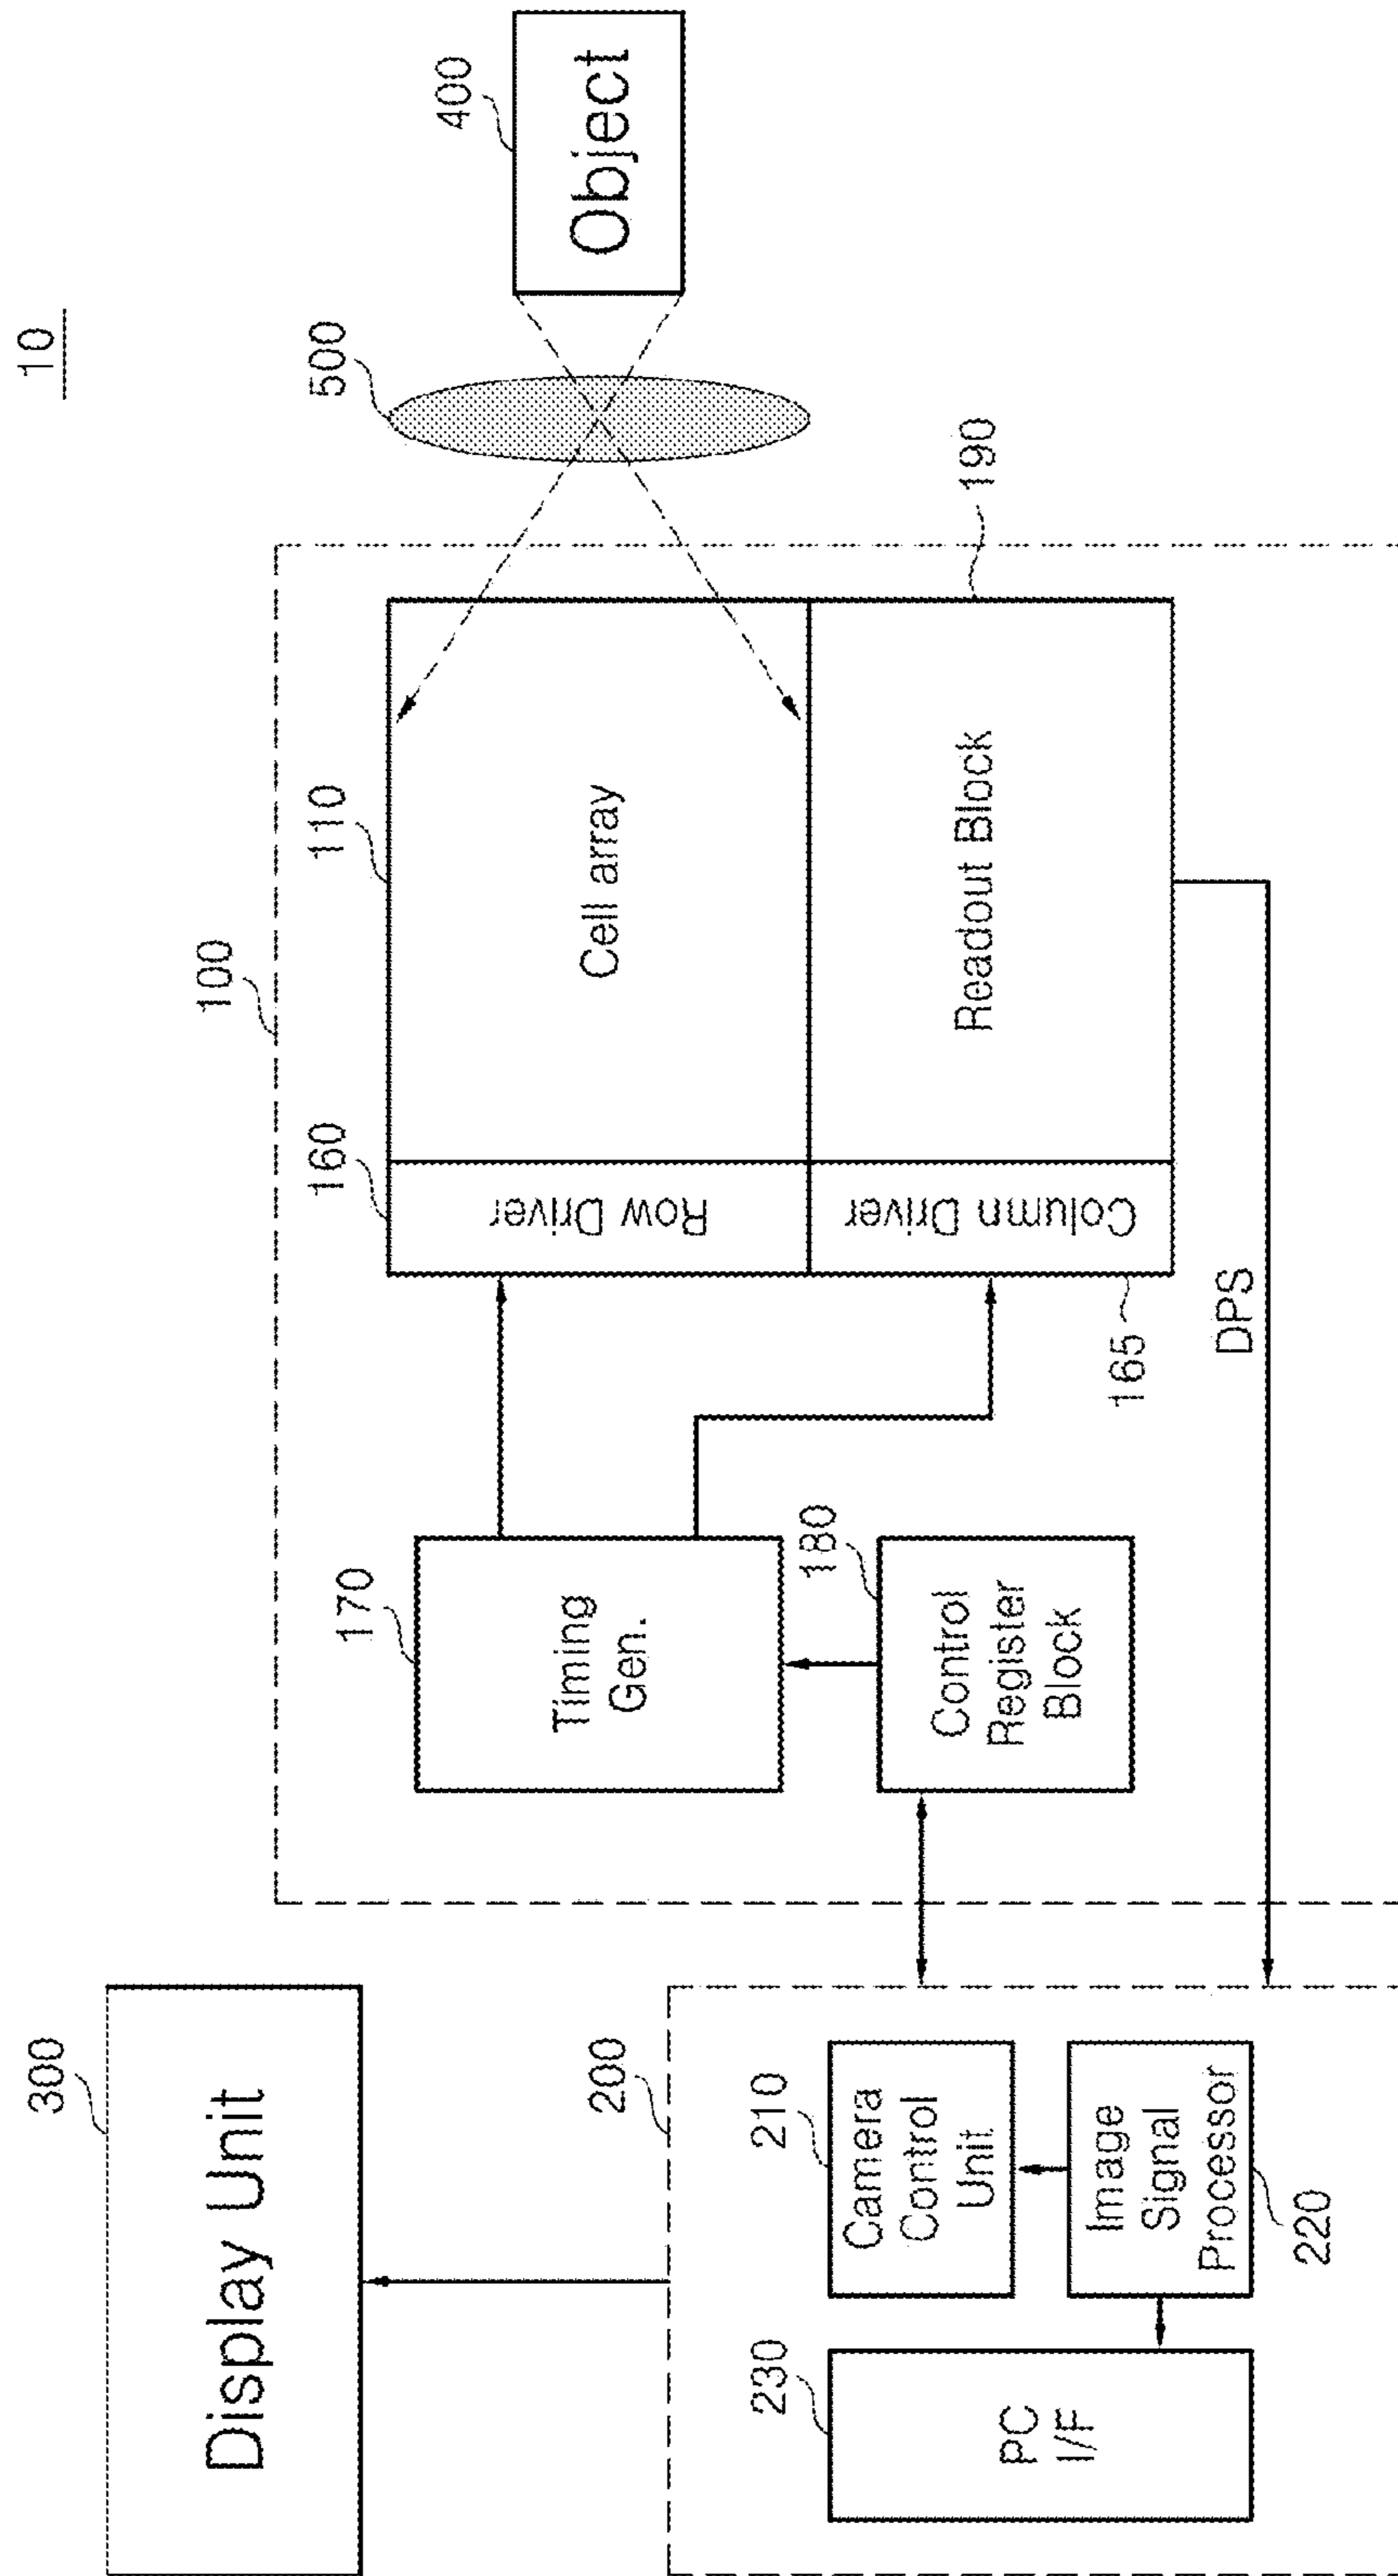 10
300
Display Unit
100
170
Timing
Gen.
160
Row Driver
110
Cell array
500
400
Object
180
Control
Register
Block
165
Column Driver
Readout Block
190
DPS
200
210
Camera
Control
Unit
230
PC
I/F
Image
Signal
Processor
220